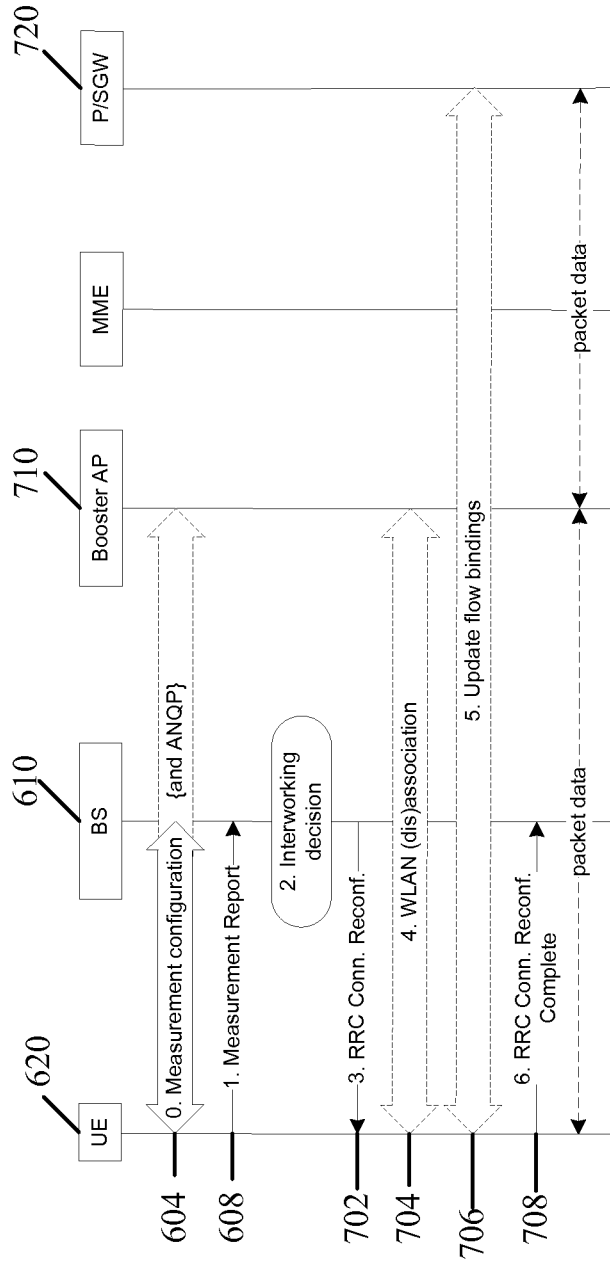 620
610
710
720
UE
BS
Booster AP
MME
P/SGW
604
0. Measurement configuration
{and ANQP}
608
1. Measurement Report
2. Interworking
decision
702
3. RRC Conn. Reconf.
704
4. WLAN (dis)association
706
5. Update flow bindings
708
6. RRC Conn. Reconf.
Complete
packet data
packet data